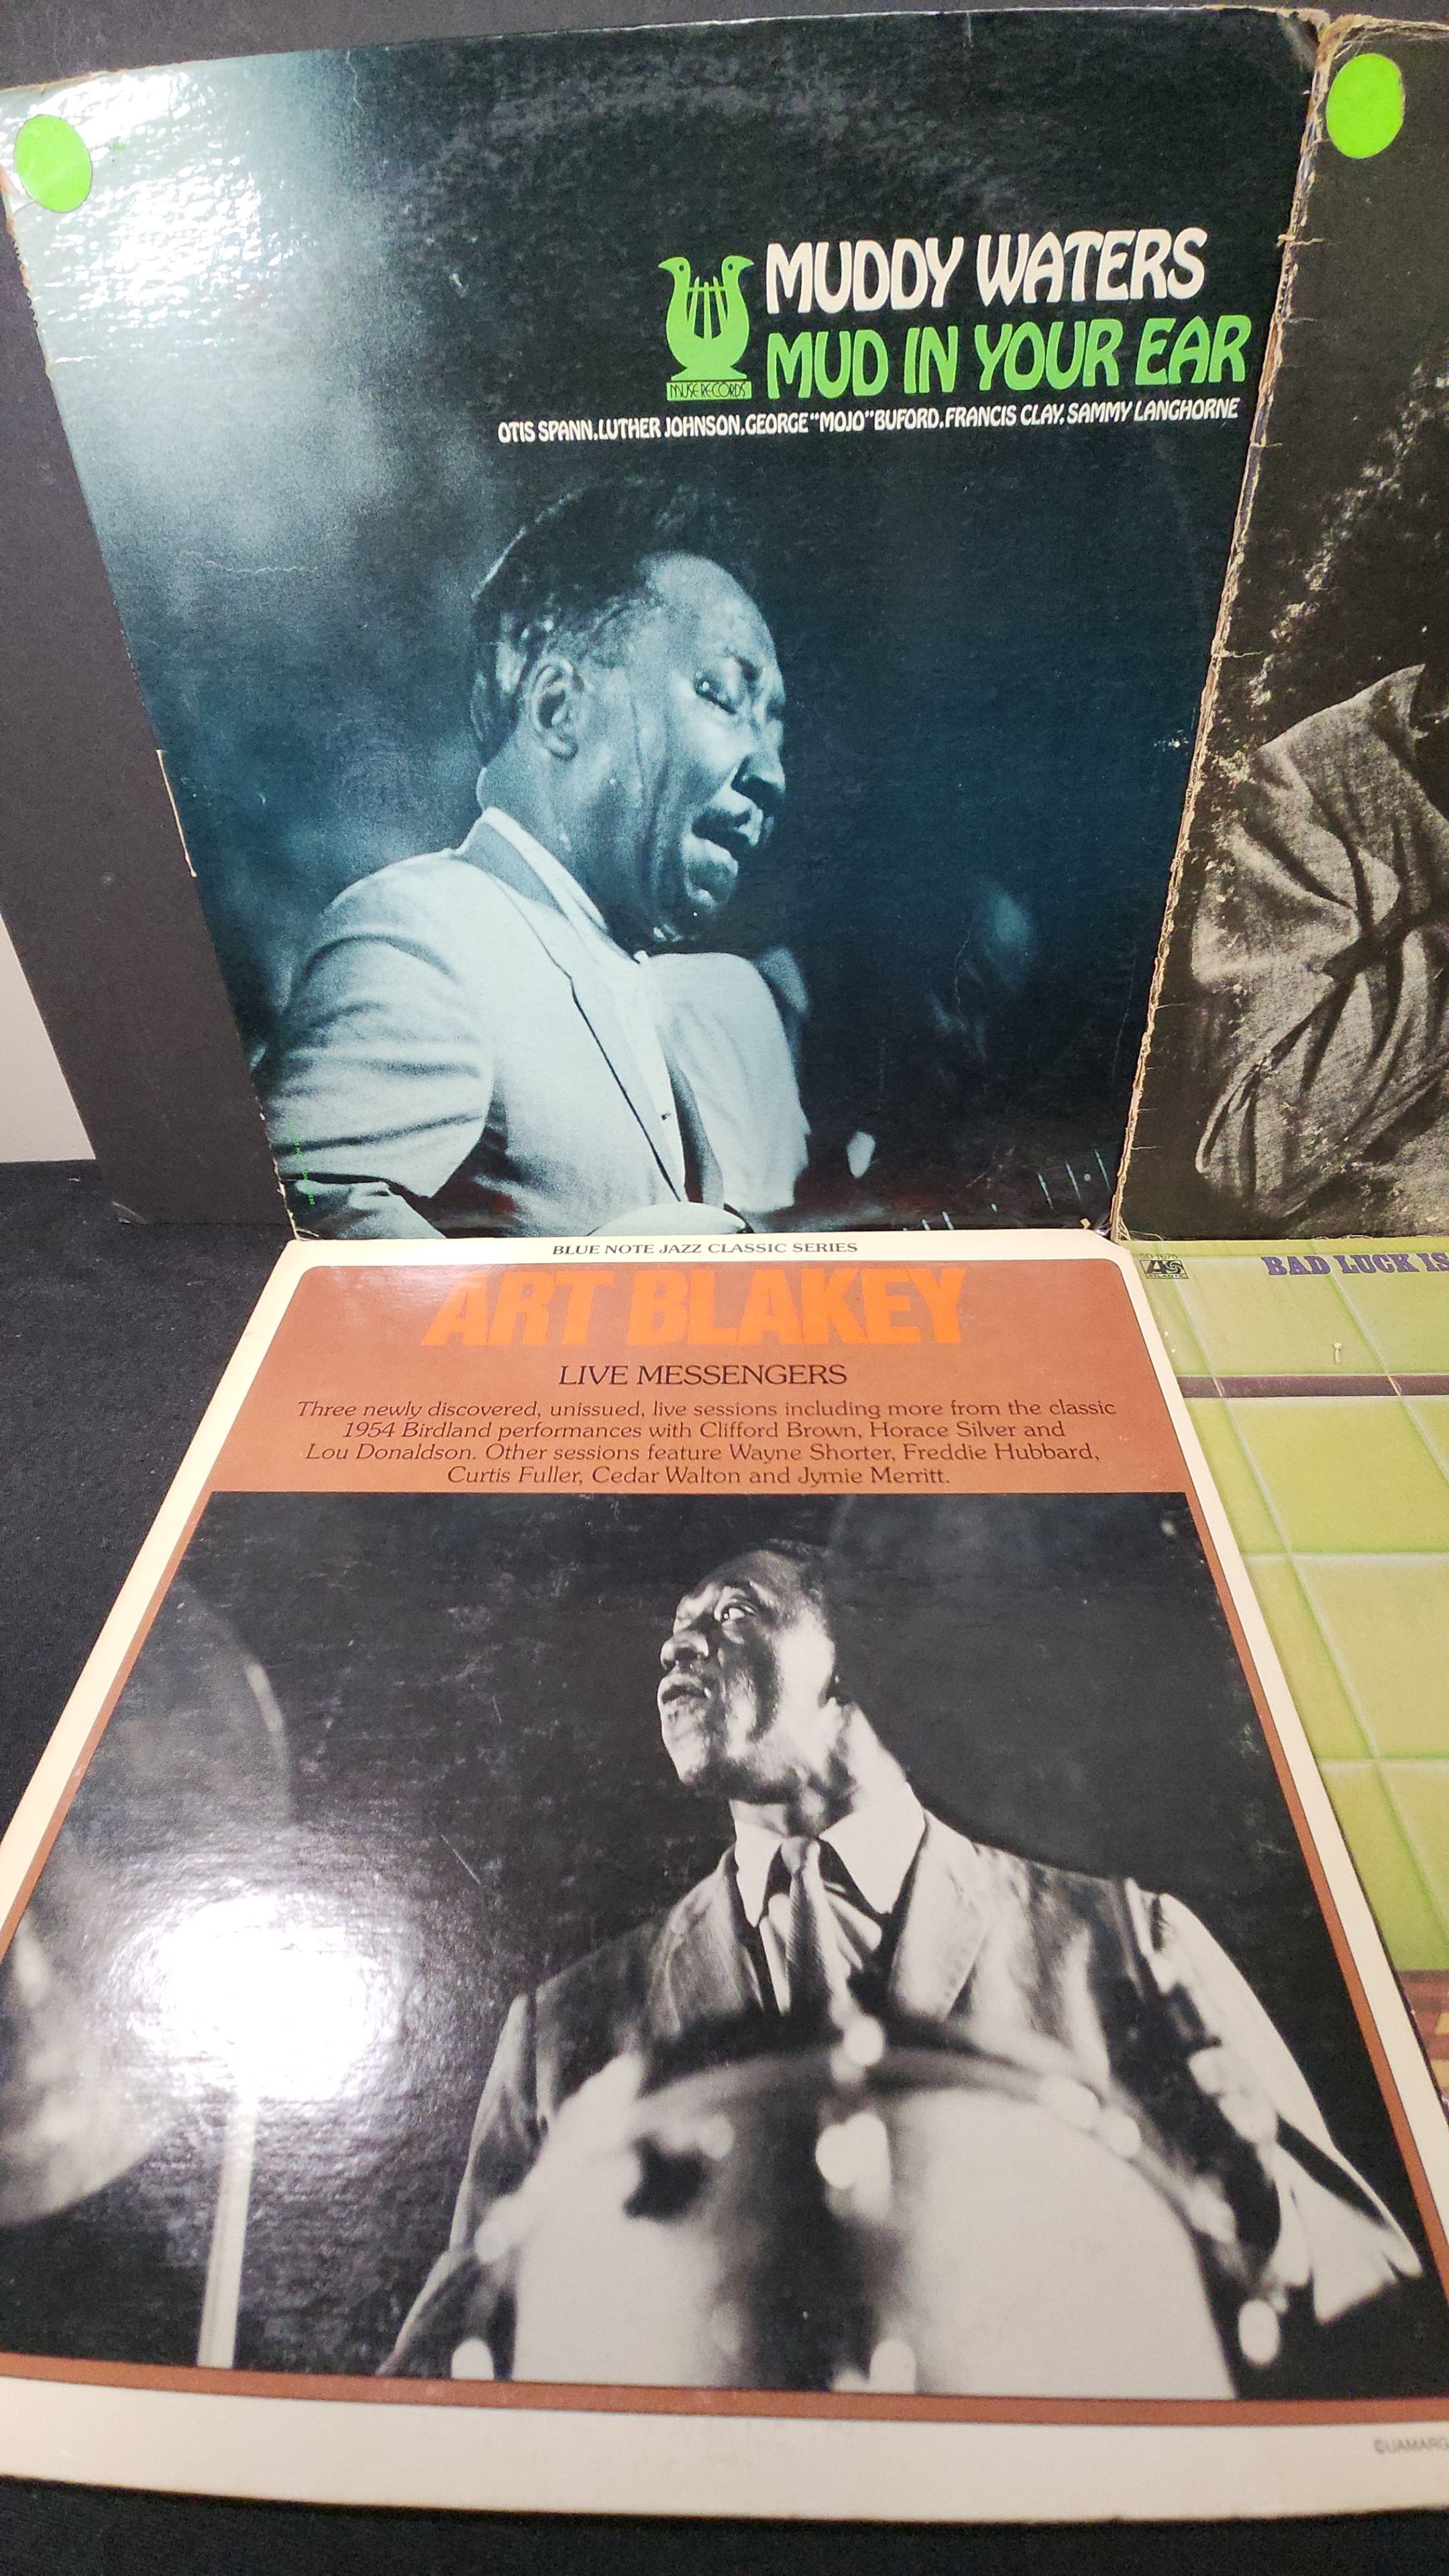 MUDDY WATERS
MUD IN YOUR EAR
MUSE RECORDS
OTIS SPANN. LUTHER JOHNSON. GEORGE "MOJO" BUFORD. FRANCIS CLAY. SAMMY LANGHORNE
BLUE NOTE JAZZ CLASSIC SERIES
ART BLAKEY
LIVE MESSENGERS
Three newly discovered, unissued, live sessions including more from the classic
1954 Birdland performances with Clifford Brown, Horace Silver and
Lou Donaldson. Other sessions feature Wayne Shorter, Freddie Hubbard,
Curtis Fuller, Cedar Walton and Jymie Merritt.
ATLANTIC
BAD LUCK IS